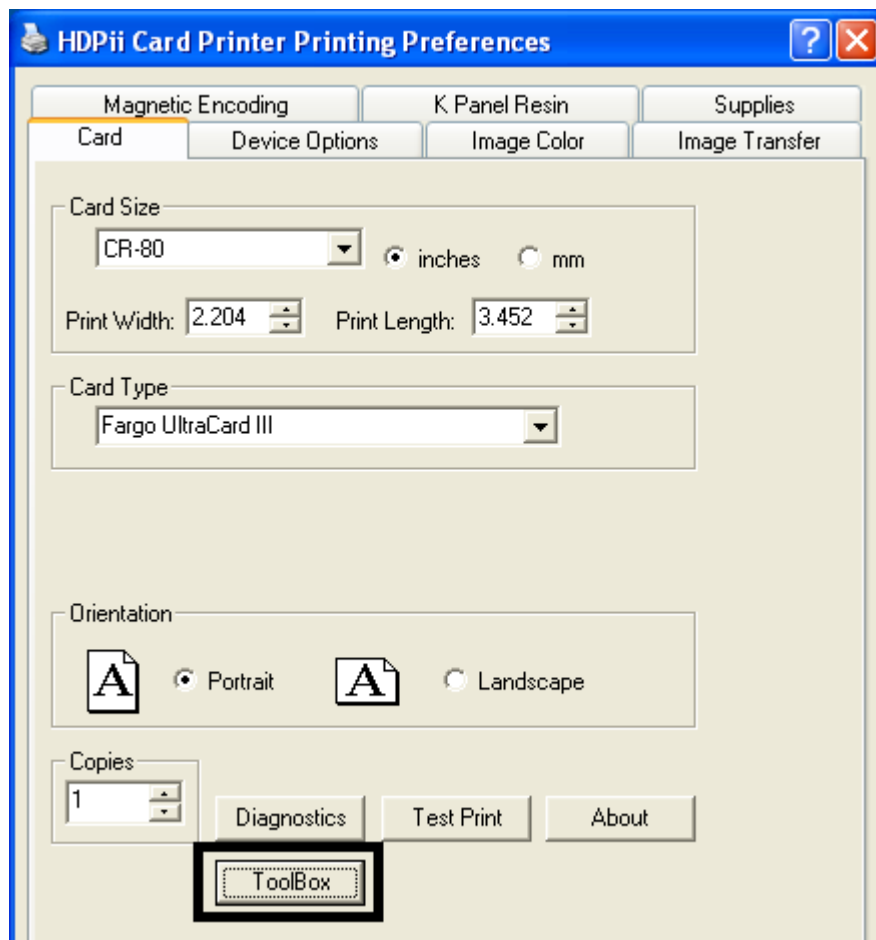 HDPii Card Printer Printing Preferences ?
Magnetic Encoding K Panel Resin Supplies
Card Device Options Image Color Image Transfer
Card Size
CR-80 inches mm
Print Width: 2.204 Print Length: 3.452
Card Type
Fargo UltraCard III
Orientation
A Portrait A Landscape
Copies
1
Diagnostics Test Print About
ToolBox